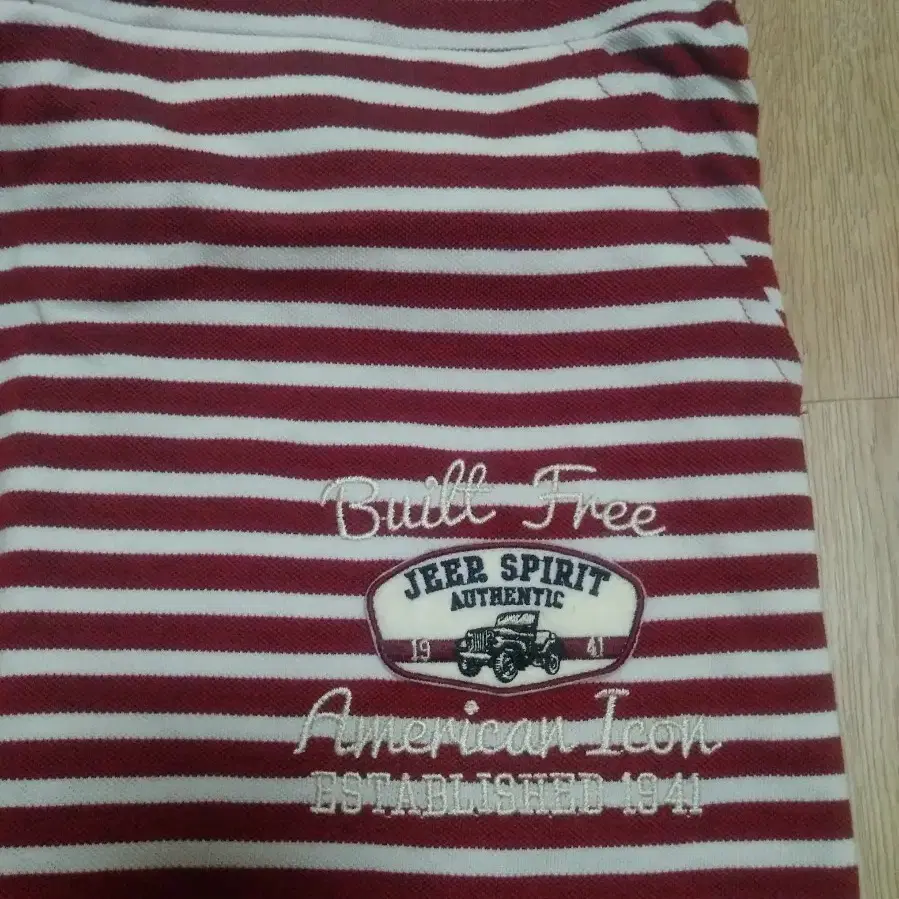 Built Free
JEEP SPIRIT
AUTHENTIC
19 41
American Icon
ESTABLISHED 1941